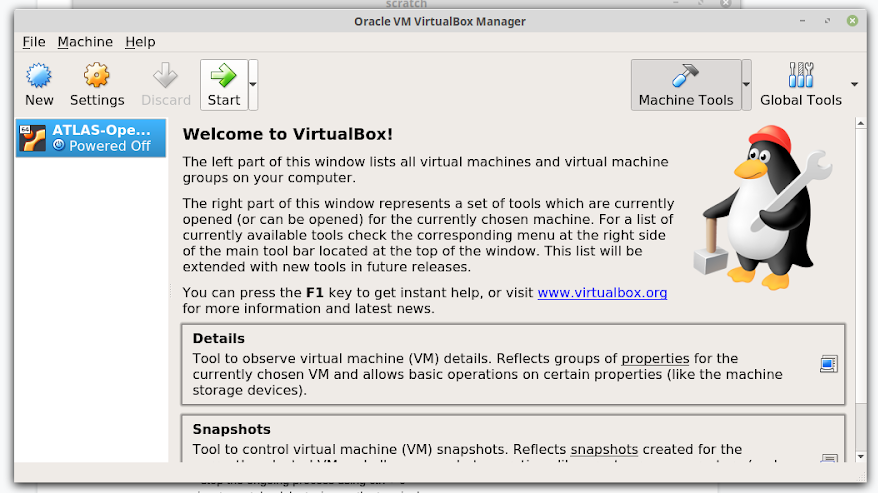 scratch
Oracle VM VirtualBox Manager
File Machine Help
New Settings Discard Start Machine Tools Global Tools
64
ATLAS-Ope...
Powered Off
Welcome to VirtualBox!
The left part of this window lists all virtual machines and virtual machine
groups on your computer.
The right part of this window represents a set of tools which are currently
opened (or can be opened) for the currently chosen machine. For a list of
currently available tools check the corresponding menu at the right side
of the main tool bar located at the top of the window. This list will be
extended with new tools in future releases.
You can press the F1 key to get instant help, or visit www.virtualbox.org
for more information and latest news.
Details
Tool to observe virtual machine (VM) details. Reflects groups of properties for the
currently chosen VM and allows basic operations on certain properties (like the machine
storage devices).
Snapshots
Tool to control virtual machine (VM) snapshots. Reflects snapshots created for the